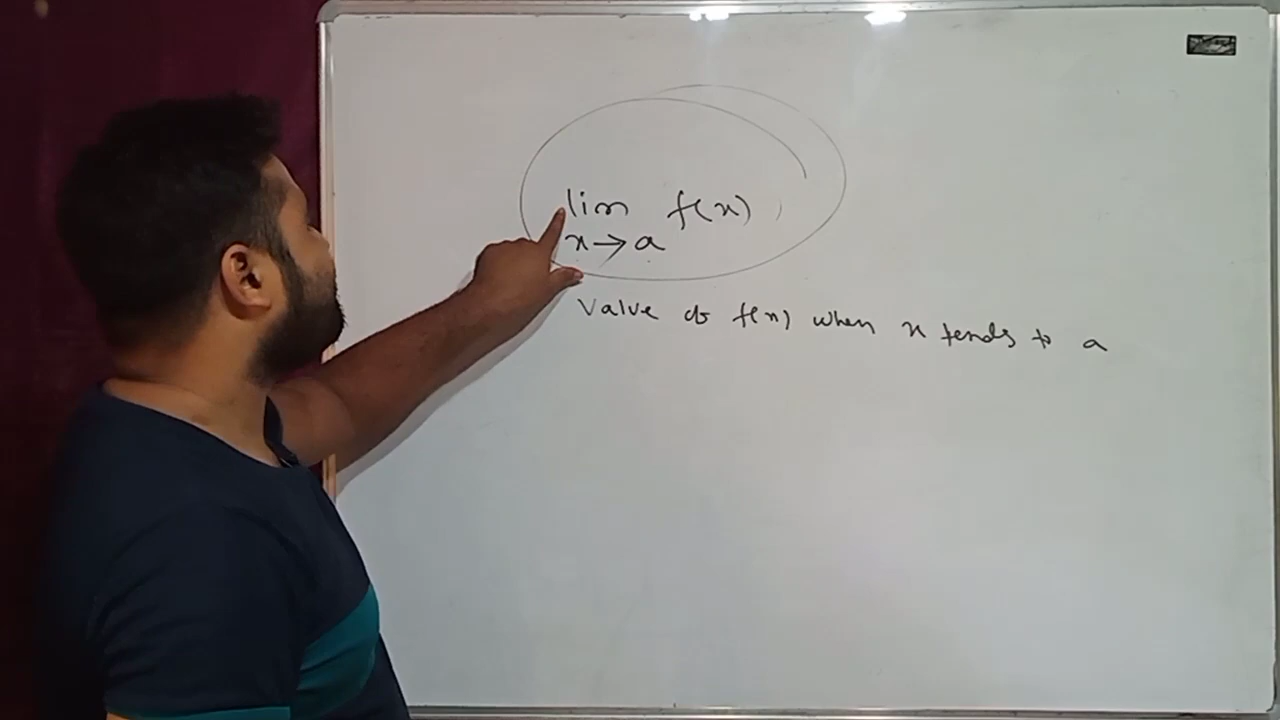 lim f(x)
x→a
Value of f(x) when x tends to a